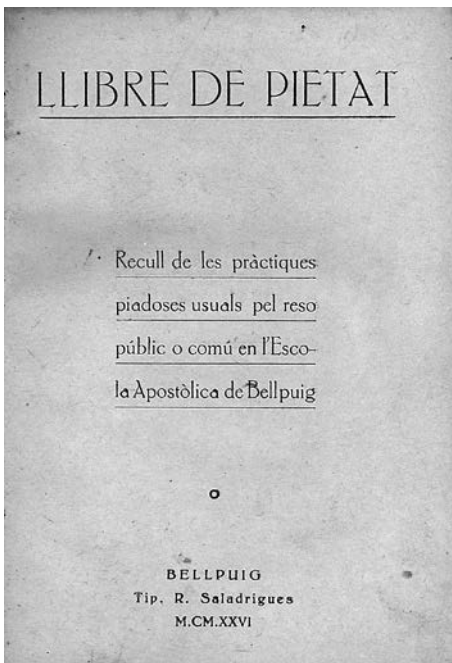 LLIBRE DE PIETAT
Recull de les pràctiques
piadoses usuals pel reso
públic o comú en l'Esco-
la Apostòlica de Bellpuig
BELLPUIG
Tip. R. Saladrigues
M.CM.XXVI